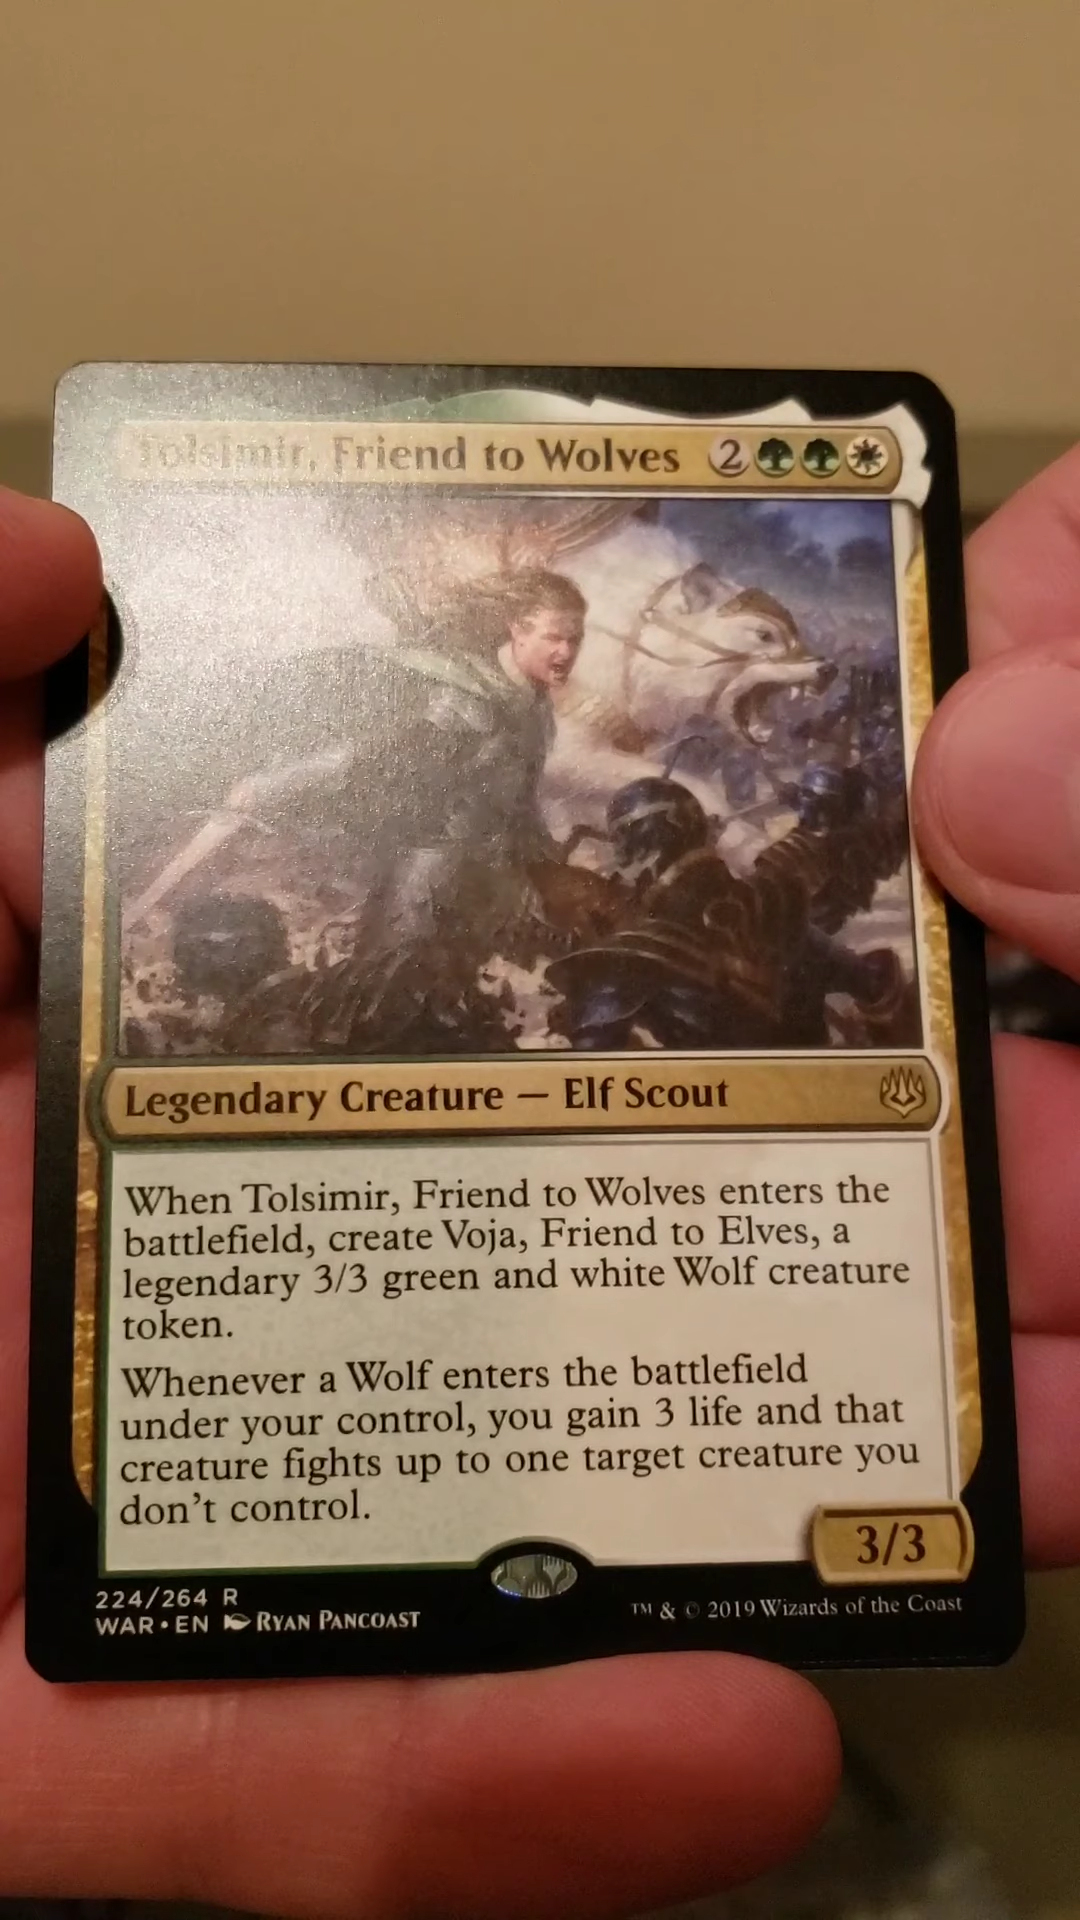 Tolsimir, Friend to Wolves 2
Legendary Creature — Elf Scout
When Tolsimir, Friend to Wolves enters the
battlefield, create Voja, Friend to Elves, a
legendary 3/3 green and white Wolf creature
token.
Whenever a Wolf enters the battlefield
under your control, you gain 3 life and that
creature fights up to one target creature you
don't control.
3/3
224/264 R
WAR • EN Ryan Pancoast
™ & © 2019 Wizards of the Coast